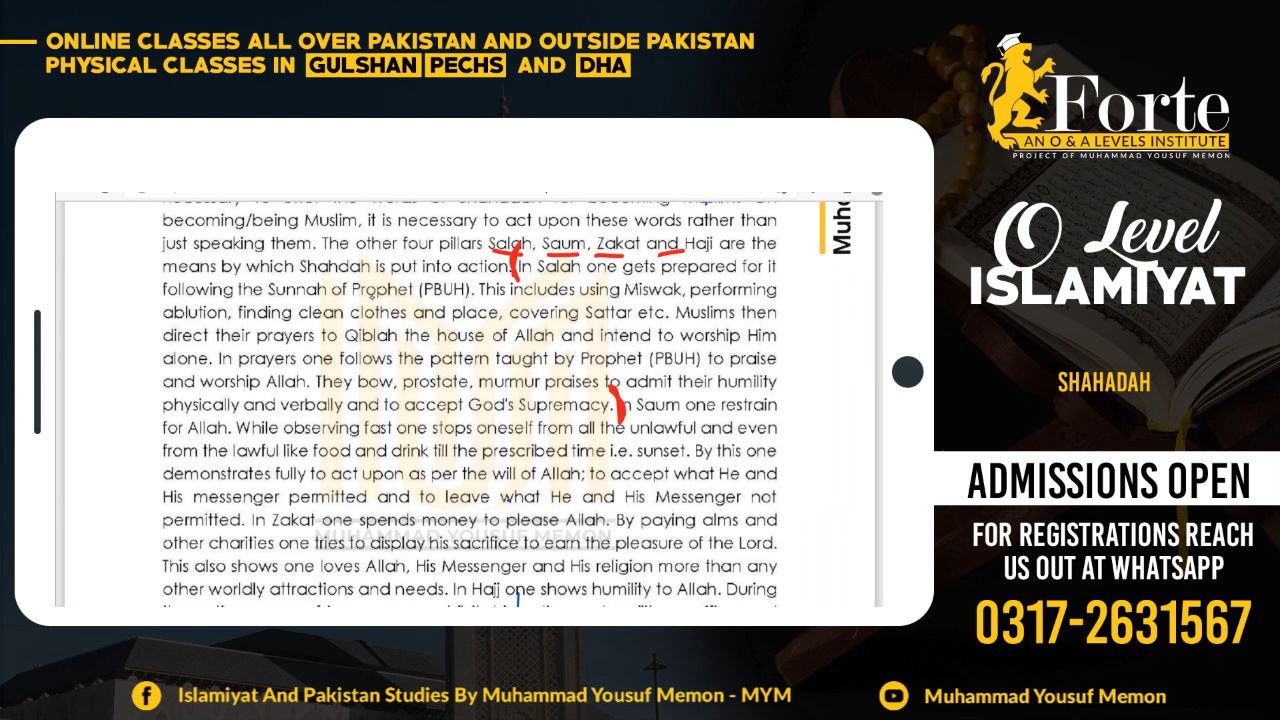 ONLINE CLASSES ALL OVER PAKISTAN AND OUTSIDE PAKISTAN
PHYSICAL CLASSES IN GULSHAN PECHS AND DHA
Forte
AN O & A LEVELS INSTITUTE
PROJECT OF MUHAMMAD YOUSUF MEMON
O Level
ISLAMIYAT
SHAHADAH
ADMISSIONS OPEN
FOR REGISTRATIONS REACH
US OUT AT WHATSAPP
0317-2631567
becoming/being Muslim, it is necessary to act upon these words rather than
just speaking them. The other four pillars Salah, Saum, Zakat and Hajj are the
means by which Shahdah is put into action. In Salah one gets prepared for it
following the Sunnah of Prophet (PBUH). This includes using Miswak, performing
ablution, finding clean clothes and place, covering Sattar etc. Muslims then
direct their prayers to Qiblah the house of Allah and intend to worship Him
alone. In prayers one follows the pattern taught by Prophet (PBUH) to praise
and worship Allah. They bow, prostate, murmur praises to admit their humility
physically and verbally and to accept God's Supremacy. In Saum one restrain
for Allah. While observing fast one stops oneself from all the unlawful and even
from the lawful like food and drink till the prescribed time i.e. sunset. By this one
demonstrates fully to act upon as per the will of Allah; to accept what He and
His messenger permitted and to leave what He and His Messenger not
permitted. In Zakat one spends money to please Allah. By paying alms and
other charities one tries to display his sacrifice to earn the pleasure of the Lord.
This also shows one loves Allah, His Messenger and His religion more than any
other worldly attractions and needs. In Hajj one shows humility to Allah. During
MUHAMMAD YOUSUF MEMON
Muho
Islamiyat And Pakistan Studies By Muhammad Yousuf Memon - MYM
Muhammad Yousuf Memon